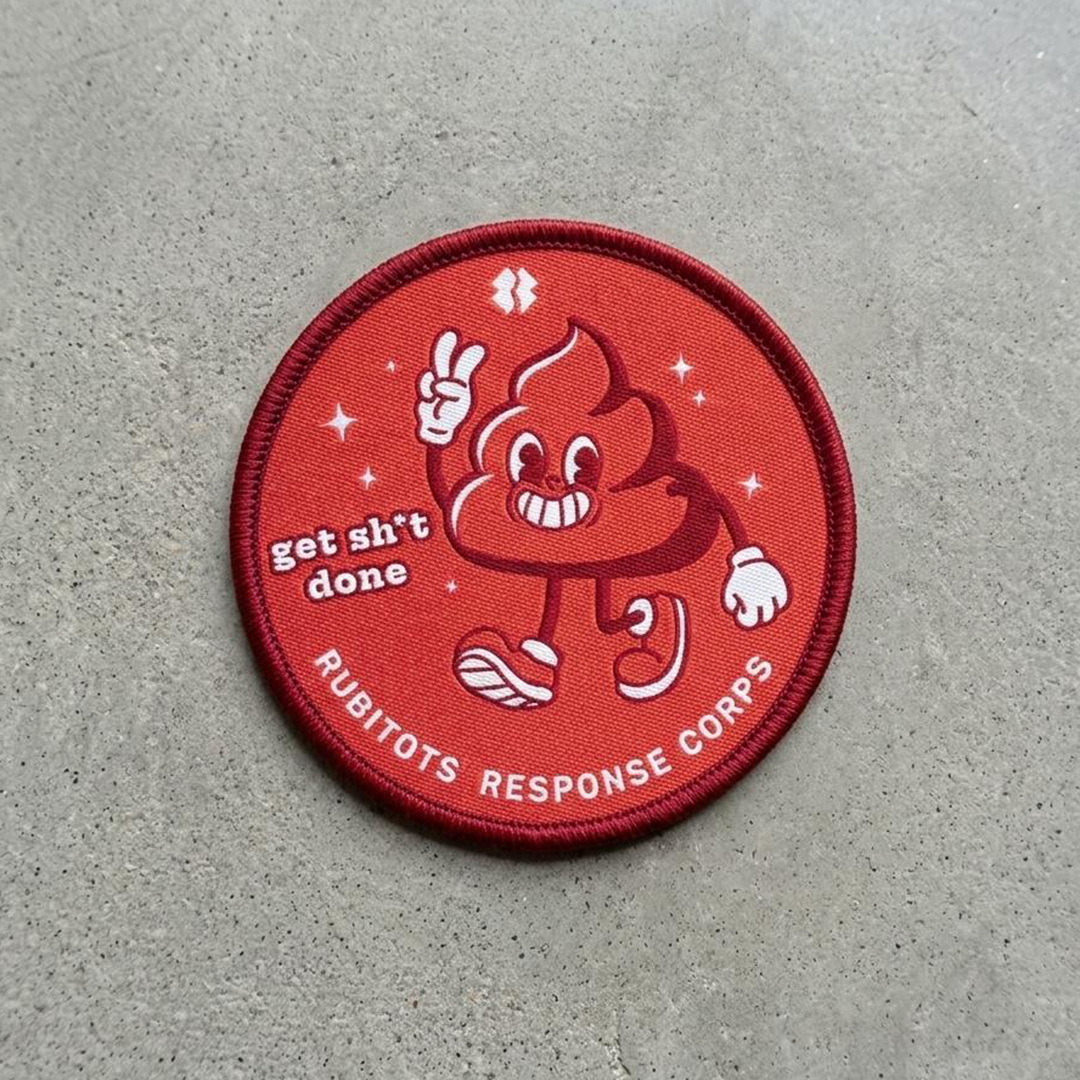 get sh*t
done
RUBITOTS RESPONSE CORPS